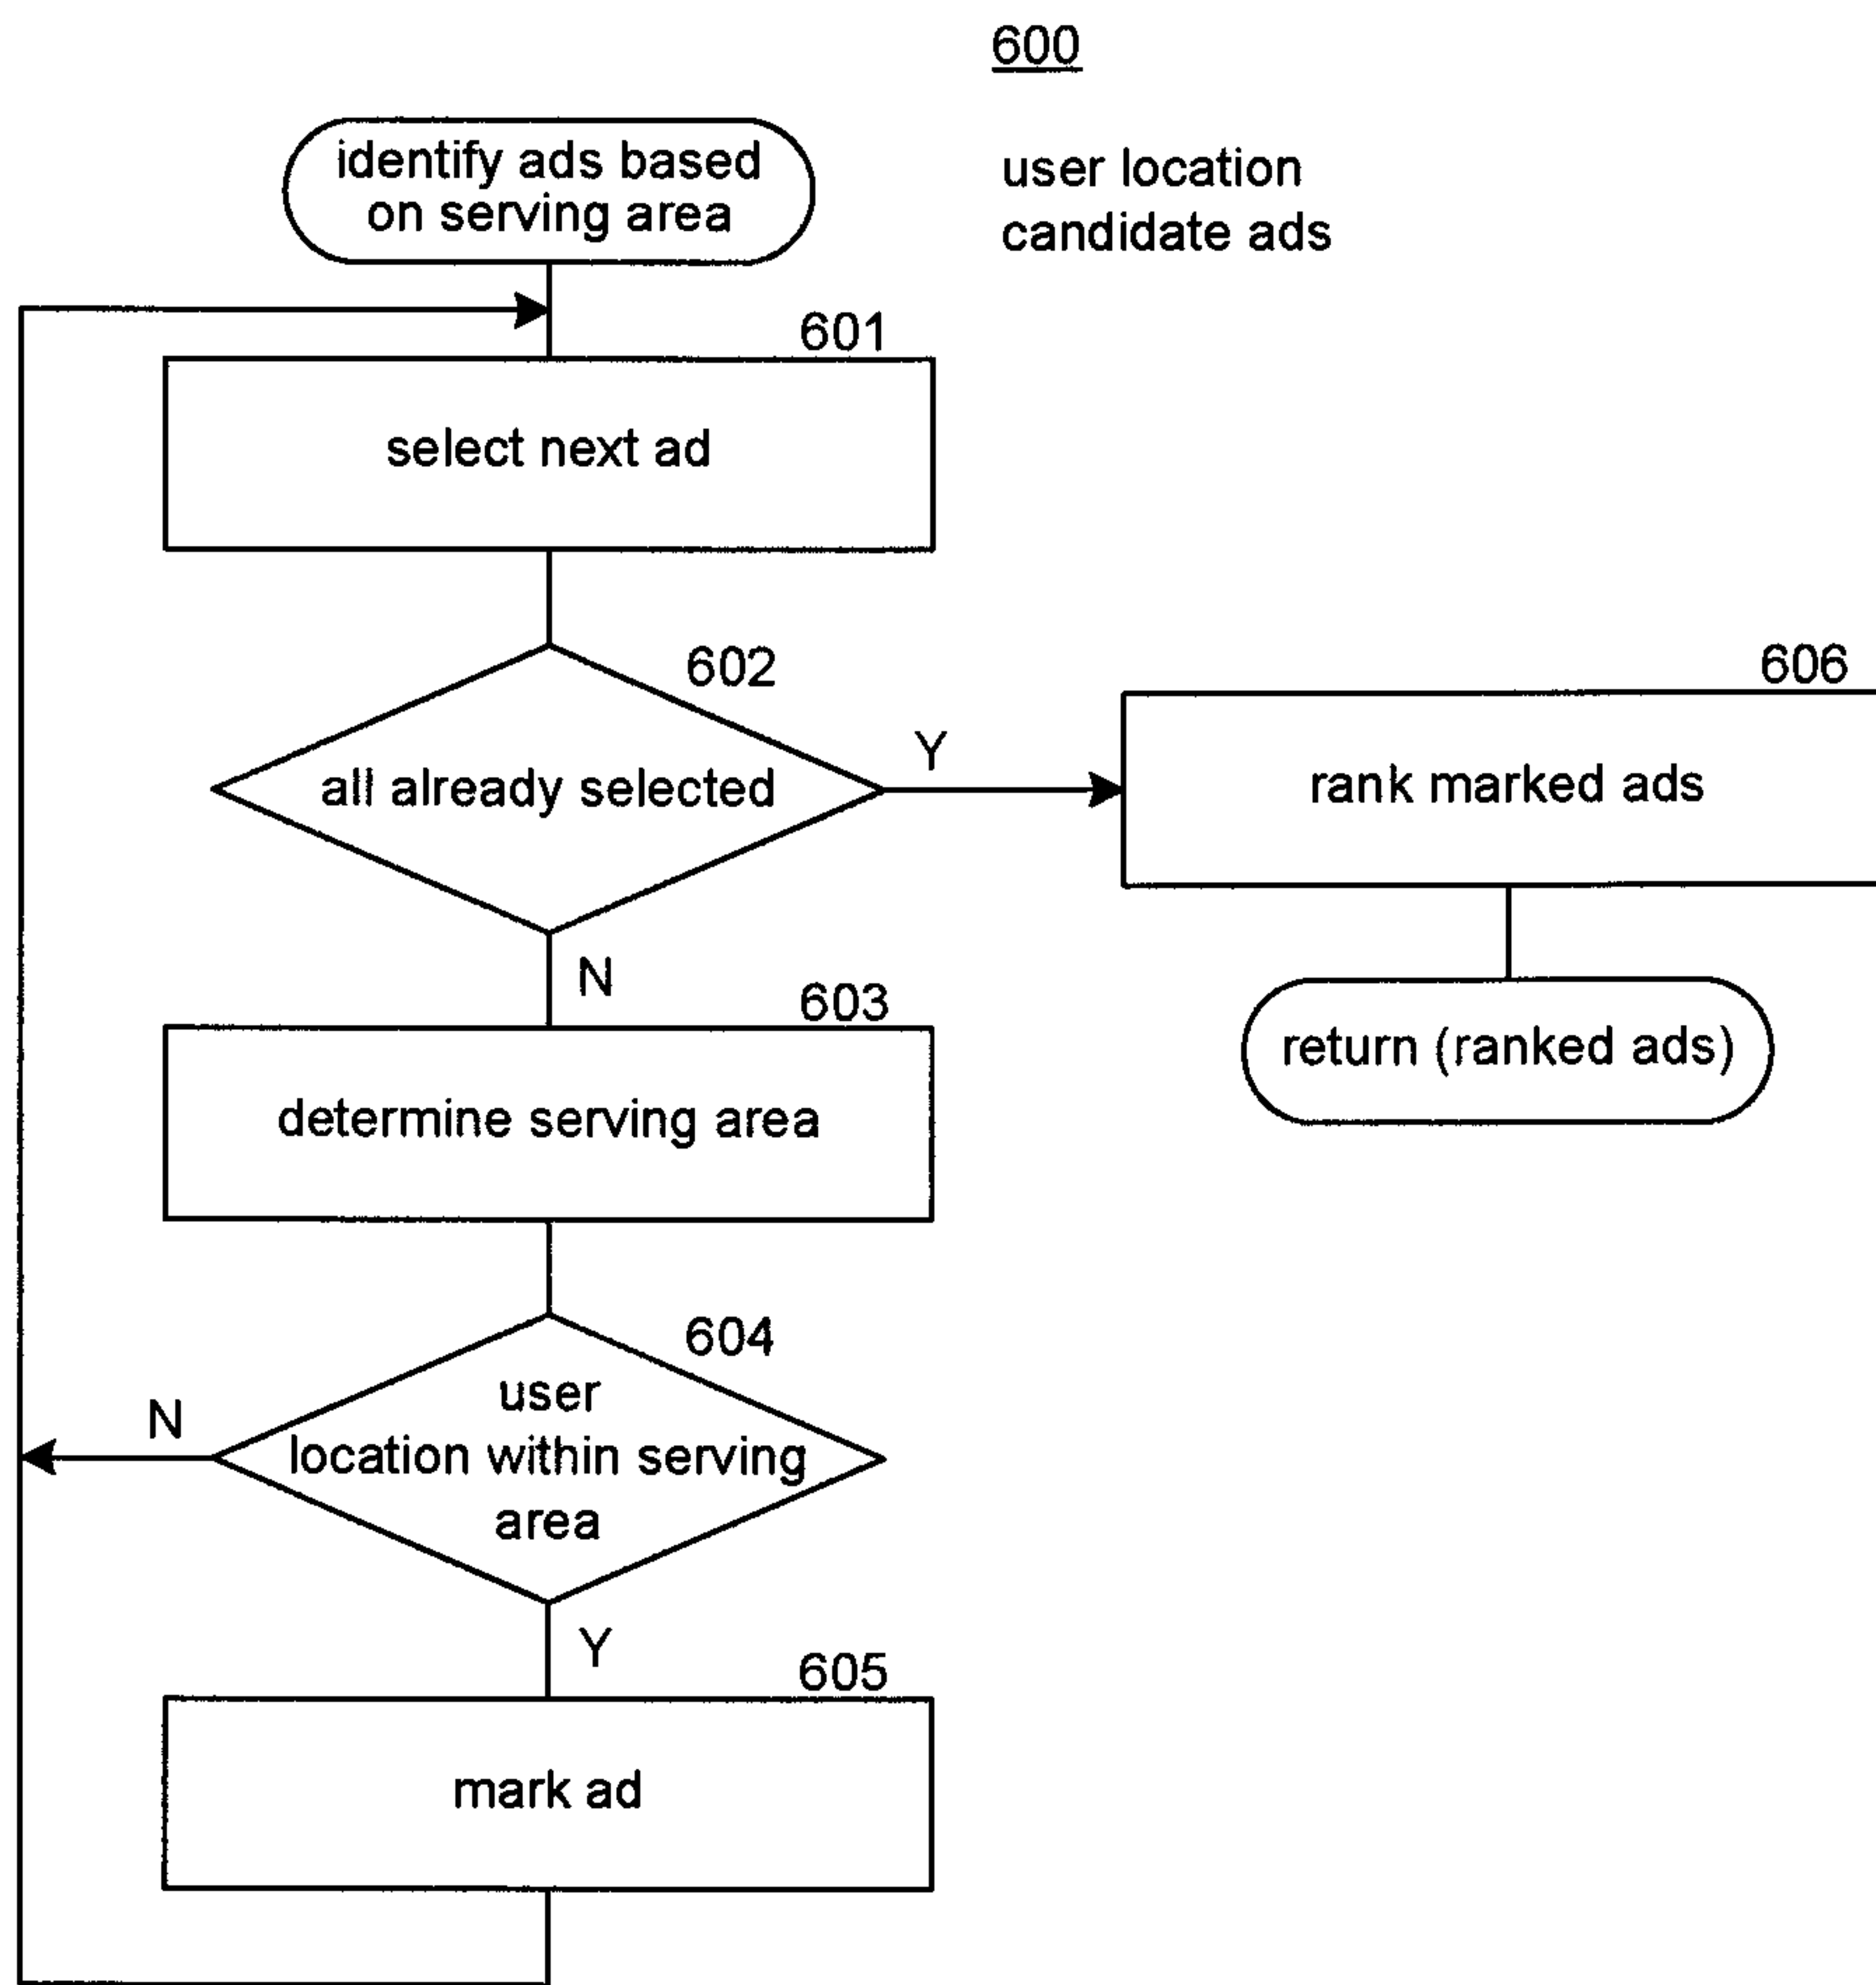 600
identify ads based
on serving area
user location
candidate ads
601
select next ad
602
all already selected
Y
606
rank marked ads
N
603
determine serving area
return (ranked ads)
604
user
location within serving
area
N
Y
605
mark ad